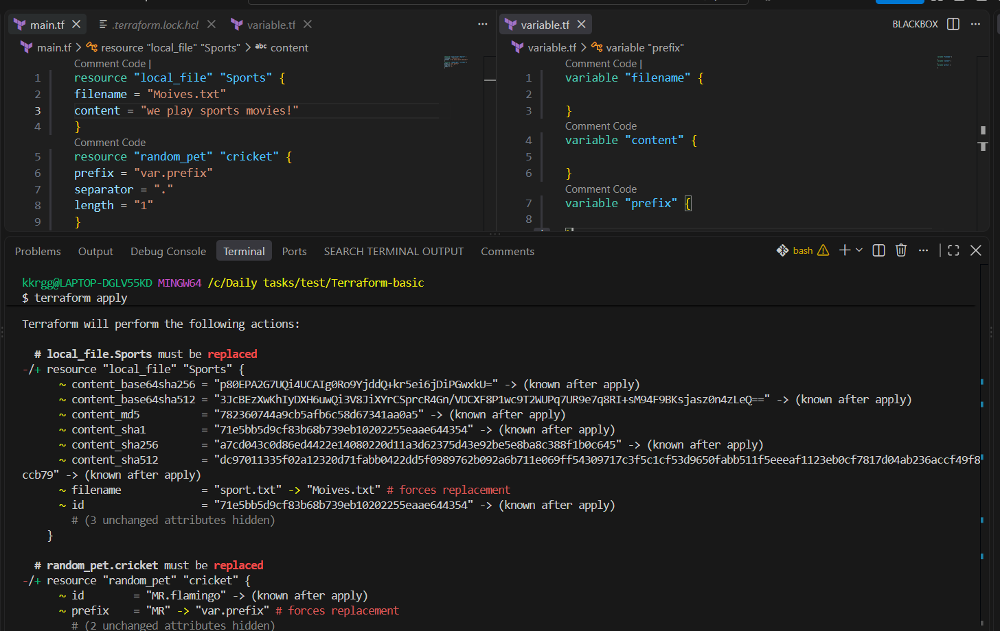 main.tf
.terraform.lock.hcl
variable.tf
variable.tf
BLACKBOX
main.tf > resource "local_file" "Sports" > abc content
variable.tf > variable "prefix"
Comment Code |
1 resource "local_file" "Sports" {
2 filename = "Moives.txt"
3 content = "we play sports movies!"
4 }
Comment Code
5 resource "random_pet" "cricket" {
6 prefix = "var.prefix"
7 separator = "."
8 length = "1"
9 }
Comment Code |
1 variable "filename" {
2
3 }
Comment Code
4 variable "content" {
5
6 }
Comment Code
7 variable "prefix" {
8
Problems Output Debug Console Terminal Ports SEARCH TERMINAL OUTPUT Comments bash
kkrgg@LAPTOP-DGLV55KD MINGW64 /c/Daily tasks/test/Terraform-basic
$ terraform apply
Terraform will perform the following actions:
# local_file.Sports must be replaced
-/+ resource "local_file" "Sports" {
~ content_base64sha256 = "p80EPA2G7UQi4UCAIg0Ro9YjddQ+kr5ei6jDiPGwxkU=" -> (known after apply)
~ content_base64sha512 = "3JcBEzXwKhIyDXH6uwQi3V8JiXYrCSprcR4Gn/VDCXF8P1wc9T2WUPq7UR9e7q8RI+sM94F9BKsjasz0n4zLeQ==" -> (known after apply)
~ content_md5 = "782360744a9cb5afb6c58d67341aa0a5" -> (known after apply)
~ content_sha1 = "71e5bb5d9cf83b68b739eb10202255eaae644354" -> (known after apply)
~ content_sha256 = "a7cd043c0d86ed4422e14080220d11a3d62375d43e92be5e8ba8c388f1b0c645" -> (known after apply)
~ content_sha512 = "dc97011335f02a12320d71fabb0422dd5f0989762b092a6b711e069ff54309717c3f5c1cf53d9650fabb511f5eeeaf1123eb0cf7817d04ab236accf49f8
ccb79" -> (known after apply)
~ filename = "sport.txt" -> "Moives.txt" # forces replacement
~ id = "71e5bb5d9cf83b68b739eb10202255eaae644354" -> (known after apply)
# (3 unchanged attributes hidden)
}
# random_pet.cricket must be replaced
-/+ resource "random_pet" "cricket" {
~ id = "MR.flamingo" -> (known after apply)
~ prefix = "MR" -> "var.prefix" # forces replacement
# (2 unchanged attributes hidden)